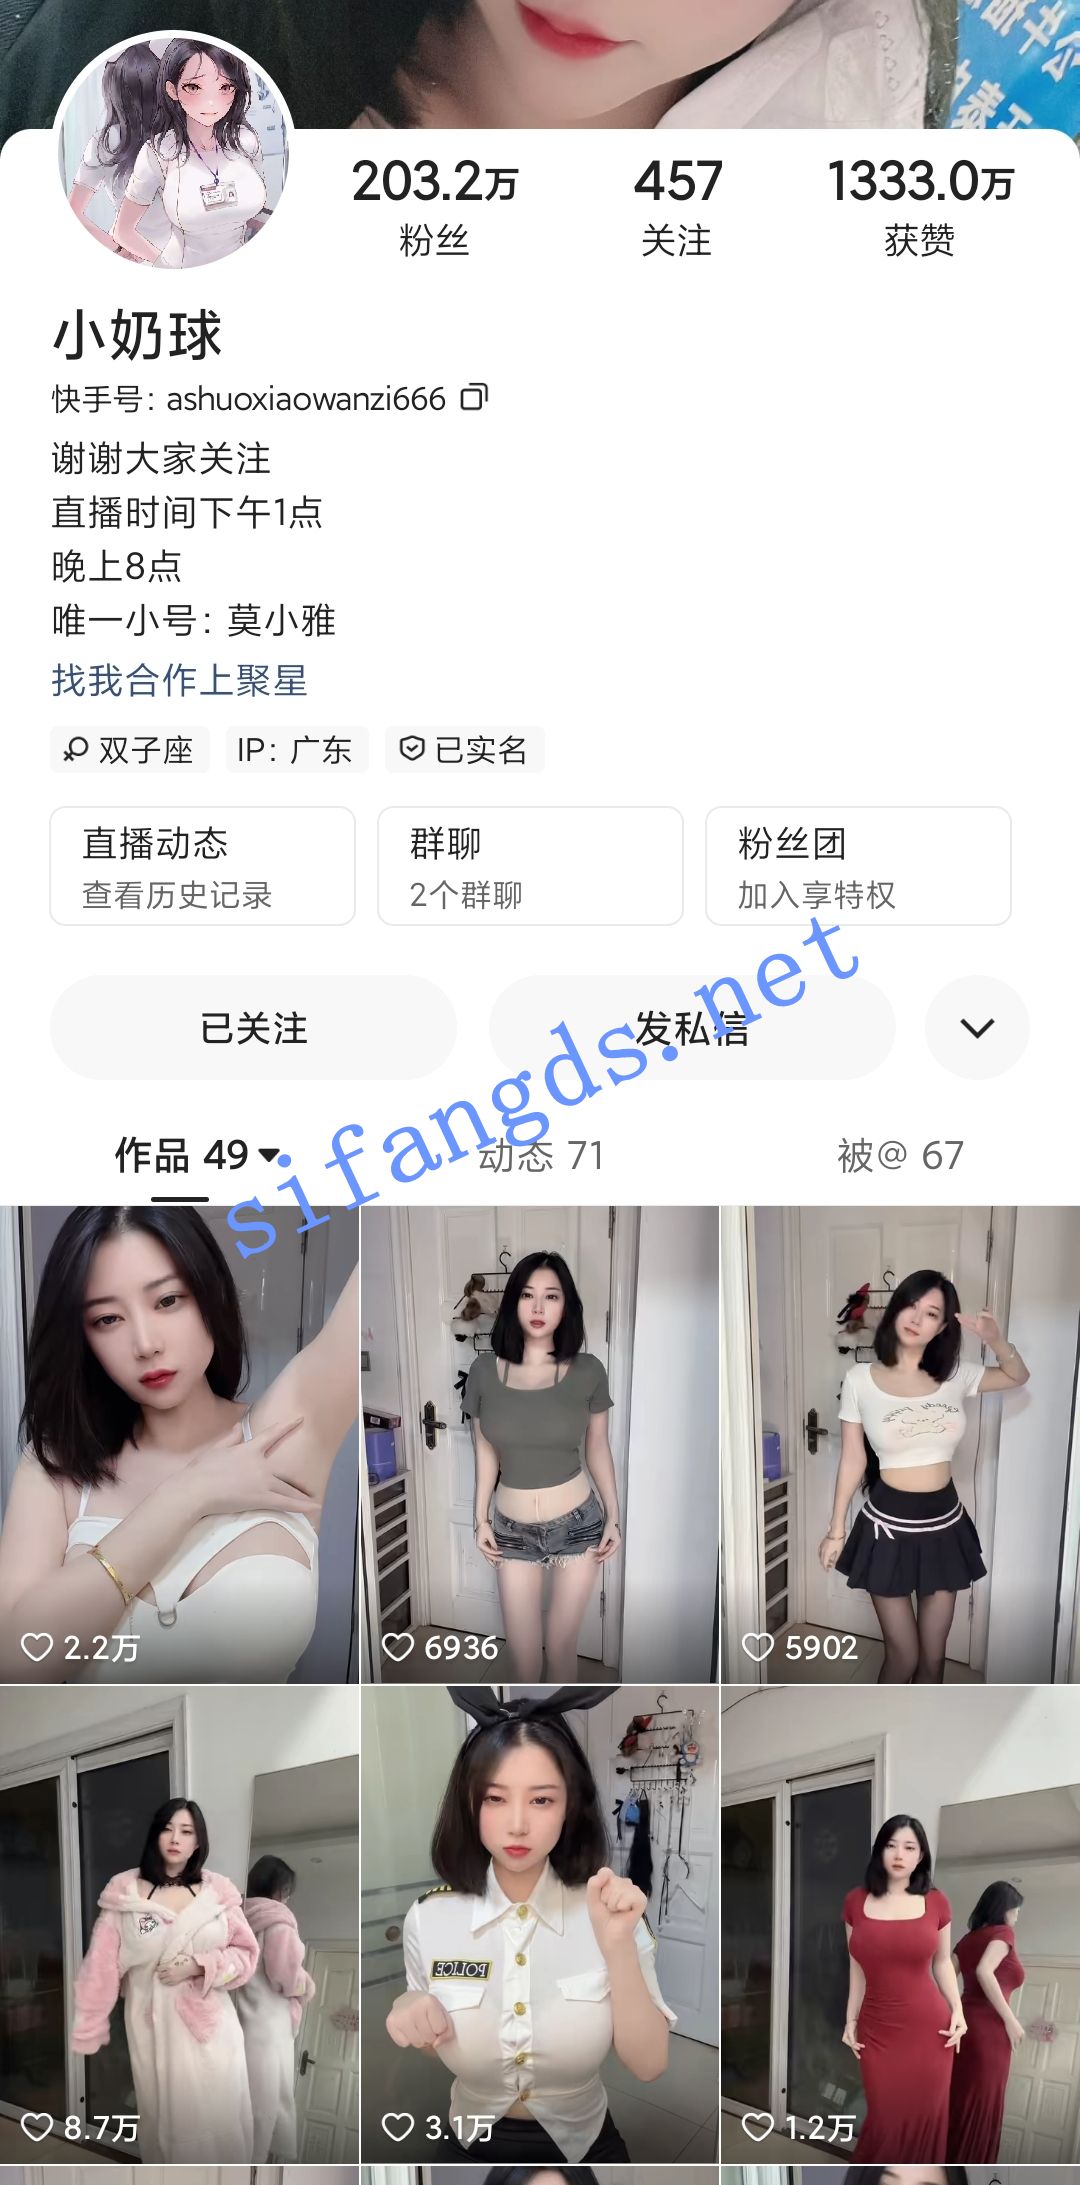 203.2万 457 1333.0万
粉丝 关注 获赞
小奶球
快手号: ashuoxiaowanzi666
谢谢大家关注
直播时间下午1点
晚上8点
唯一小号: 莫小雅
找我合作上聚星
双子座 IP: 广东 已实名
直播动态 群聊 粉丝团
查看历史记录 2个群聊 加入享特权
已关注 发私信
sifangds.net
作品 49 动态 71 被@ 67
2.2万 6936 5902
POLICE
8.7万 3.1万 1.2万